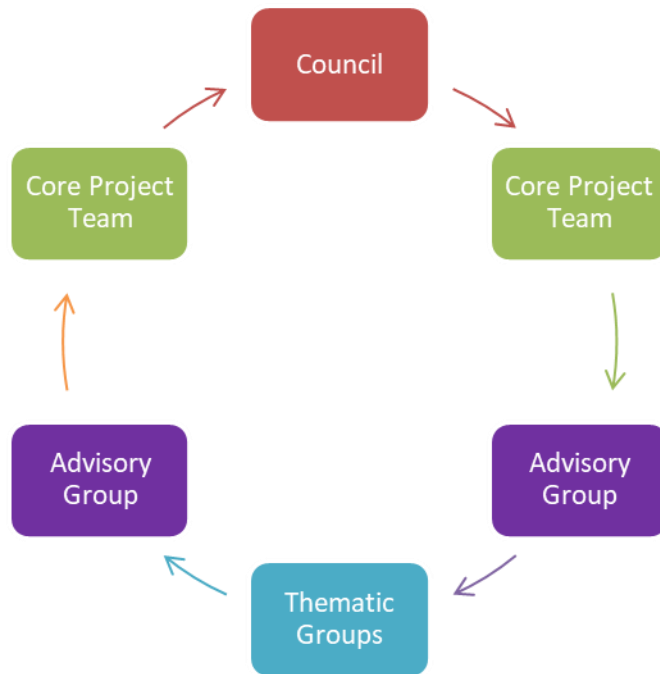 Council
Core Project
Team
Core Project
Team
Advisory
Group
Advisory
Group
Thematic
Groups